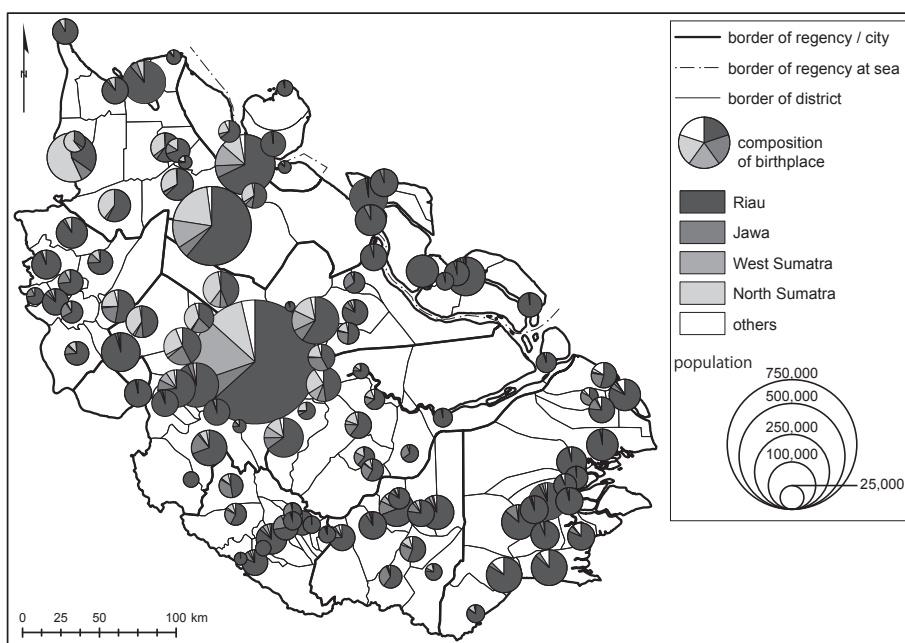 N
border of regency / city
border of regency at sea
border of district
composition
of birthplace
Riau
Jawa
West Sumatra
North Sumatra
others
population
750,000
500,000
250,000
100,000
25,000
0 25 50 100 km